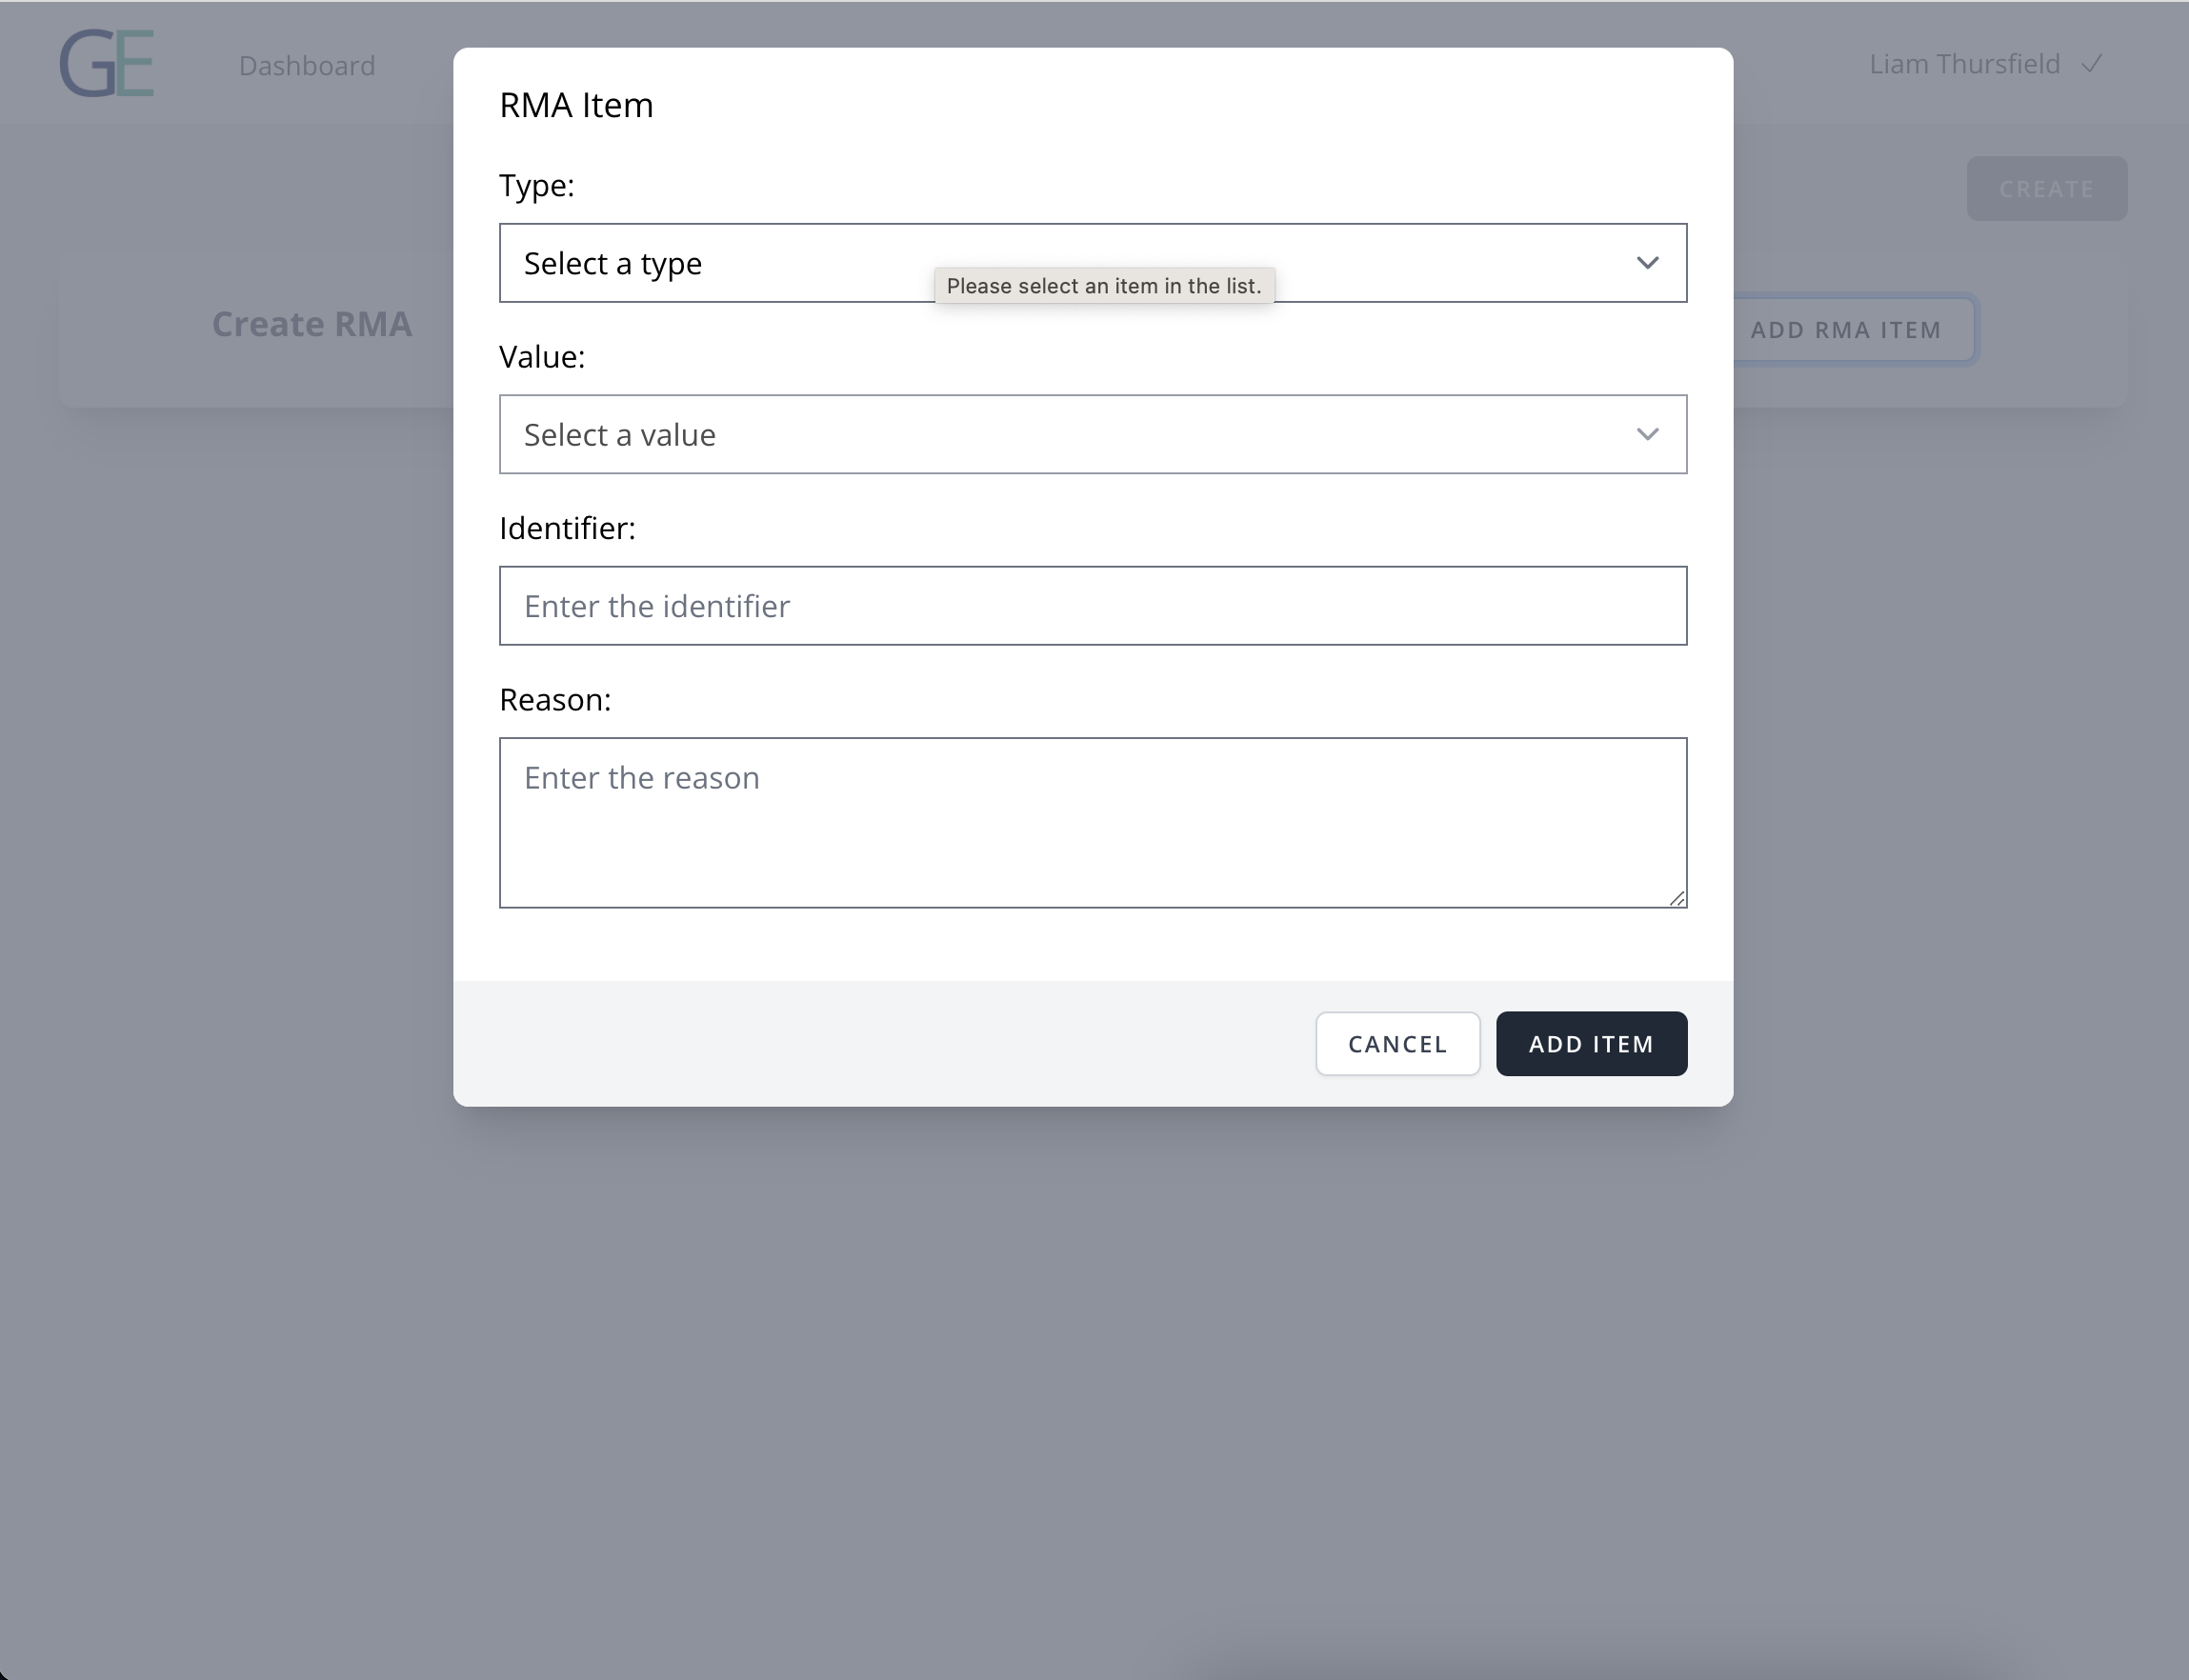 GE
Dashboard
Liam Thursfield
CREATE
Create RMA
ADD RMA ITEM
RMA Item
Type:
Select a type
Please select an item in the list.
Value:
Select a value
Identifier:
Enter the identifier
Reason:
Enter the reason
CANCEL
ADD ITEM